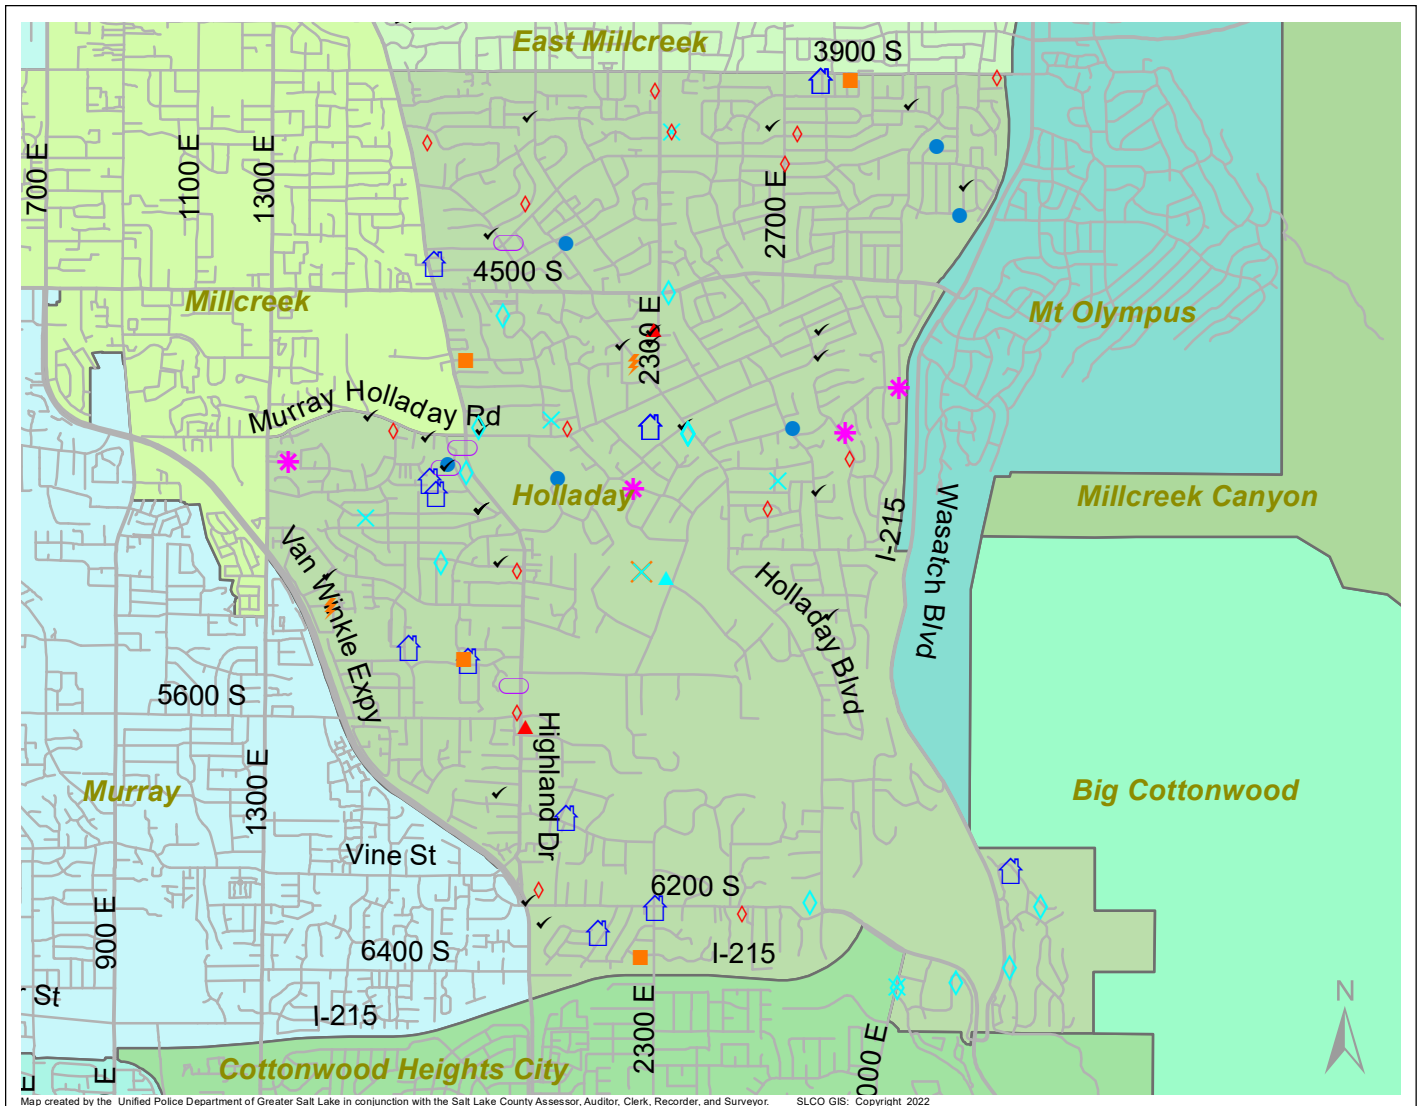 East Millcreek
3900 S
700 E
1100 E
1300 E
2700 E
4500 S
Millcreek
2300 E
Mt Olympus
Murray Holladay Rd
Holladay
Millcreek Canyon
I-215
Wasatch Blvd
Van Winkle Expy
Holladay Blvd
5600 S
Highland Dr
Murray
1300 E
Big Cottonwood
Vine St
6200 S
900 E
6400 S
I-215
St
I-215
2300 E
000 E
N
Cottonwood Heights City
E
E
Map created by the Unified Police Department of Greater Salt Lake in conjunction with the Salt Lake County Assessor, Auditor, Clerk, Recorder, and Surveyor. SLCO GIS: Copyright 2022